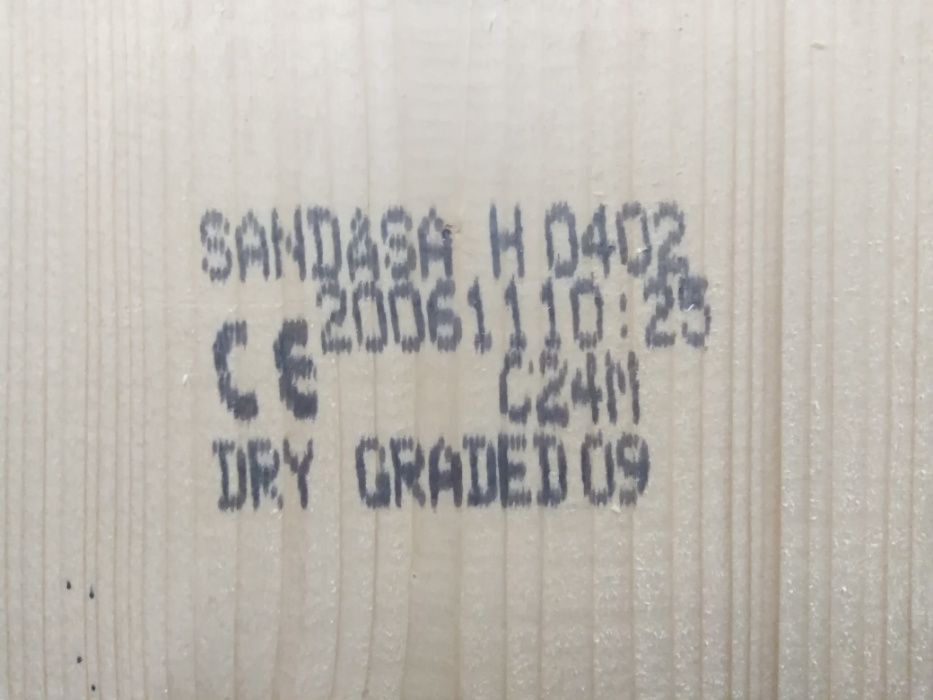 SANDASA H 0402
20061110:25
CE C24M
DRY GRADED 09